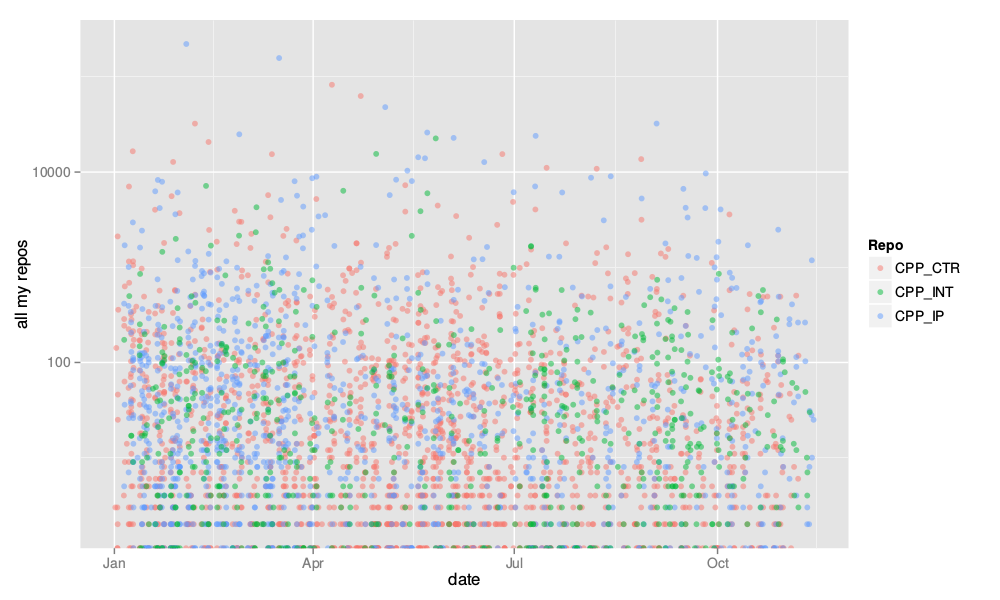 all my repos
10000
100
Jan
Apr
Jul
Oct
date
Repo
CPP_CTR
CPP_INT
CPP_IP